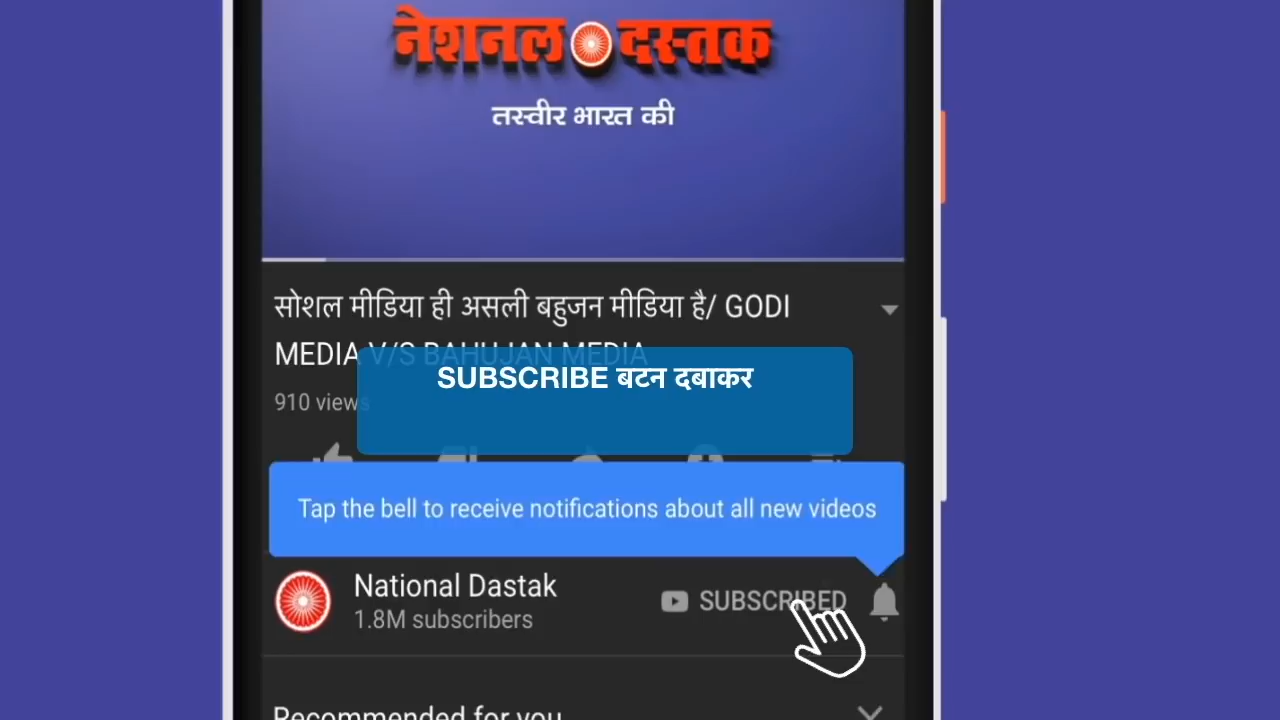 नेशनल दस्तक
तस्वीर भारत की
सोशल मीडिया ही असली बहुजन मीडिया है/ GODI
MEDIA V/S BAHUJAN MEDIA
910 views
SUBSCRIBE बटन दबाकर
Tap the bell to receive notifications about all new videos
National Dastak
SUBSCRIBED
1.8M subscribers
Recommended for you